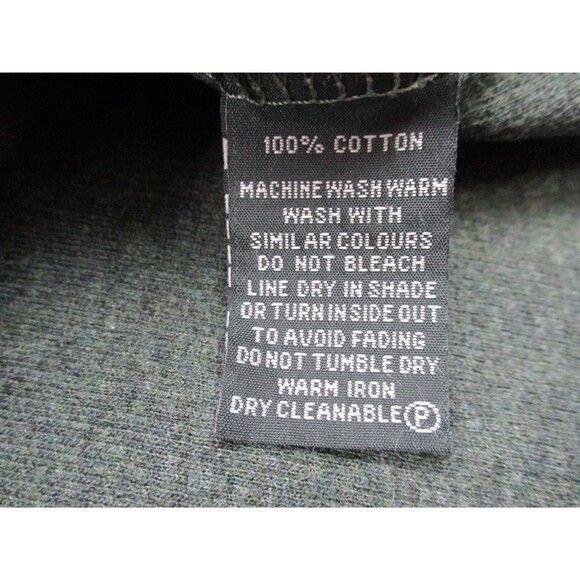 100% COTTON
MACHINE WASH WARM
WASH WITH
SIMILAR COLOURS
DO NOT BLEACH
LINE DRY IN SHADE
OR TURN INSIDE OUT
TO AVOID FADING
DO NOT TUMBLE DRY
WARM IRON
DRY CLEANABLE Ⓟ